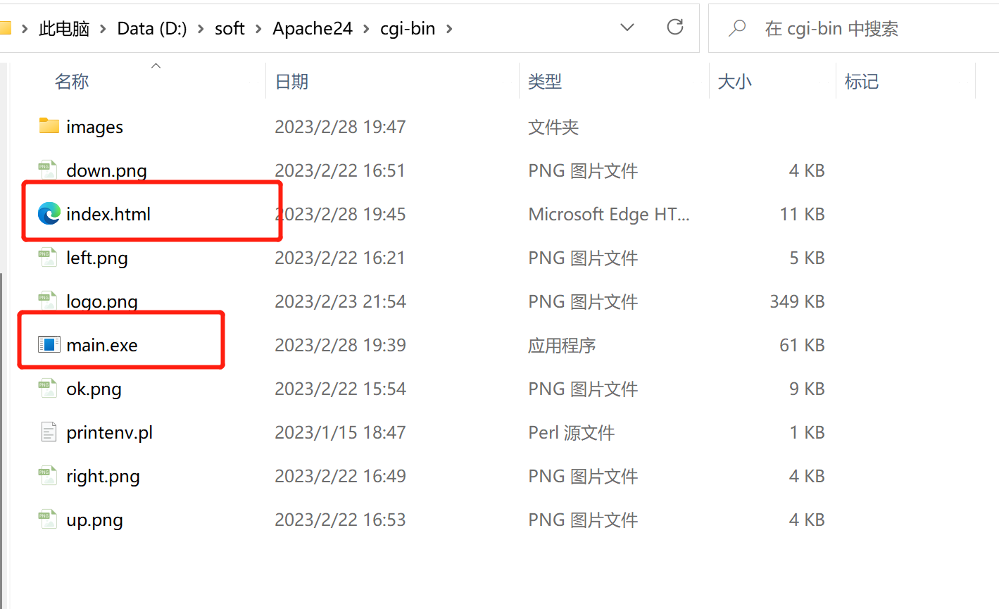 此电脑 > Data (D:) > soft > Apache24 > cgi-bin > 在 cgi-bin 中搜索
名称 日期 类型 大小 标记
images 2023/2/28 19:47 文件夹
down.png 2023/2/22 16:51 PNG 图片文件 4 KB
index.html 2023/2/28 19:45 Microsoft Edge HT... 11 KB
left.png 2023/2/22 16:21 PNG 图片文件 5 KB
logo.png 2023/2/23 21:54 PNG 图片文件 349 KB
main.exe 2023/2/28 19:39 应用程序 61 KB
ok.png 2023/2/22 15:54 PNG 图片文件 9 KB
printenv.pl 2023/1/15 18:47 Perl 源文件 1 KB
right.png 2023/2/22 16:49 PNG 图片文件 4 KB
up.png 2023/2/22 16:53 PNG 图片文件 4 KB